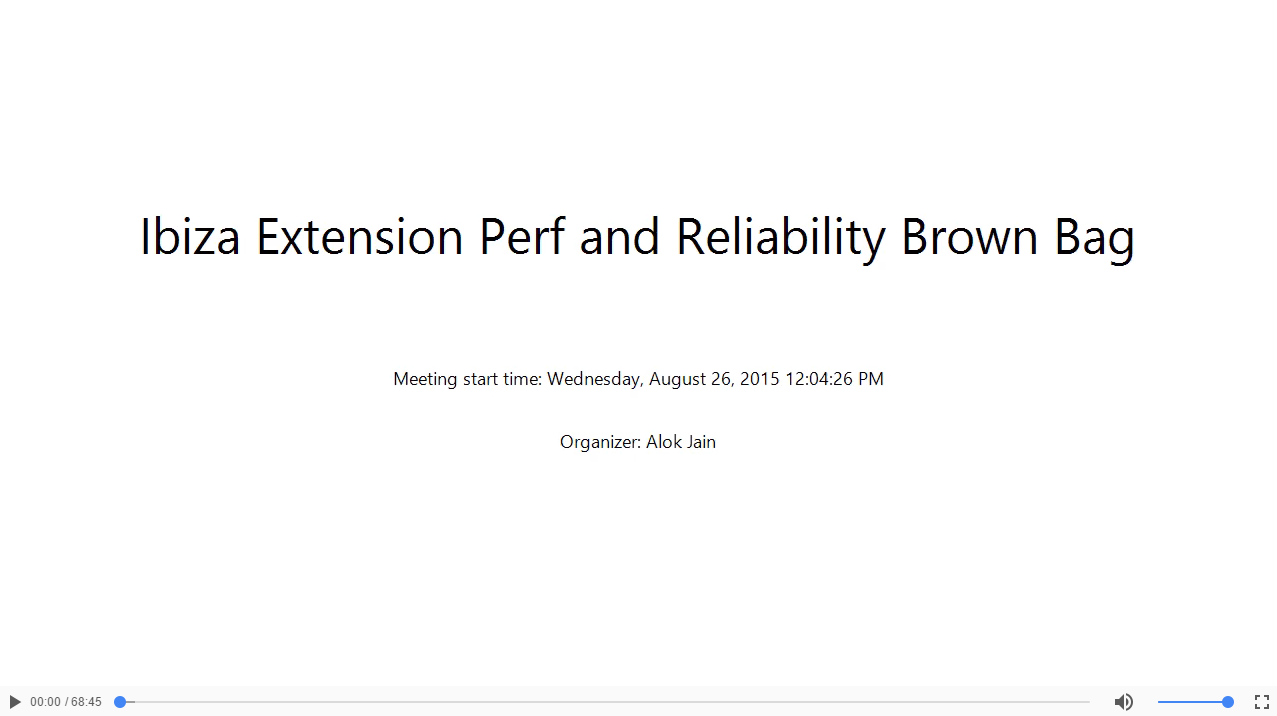 Ibiza Extension Perf and Reliability Brown Bag
Meeting start time: Wednesday, August 26, 2015 12:04:26 PM
Organizer: Alok Jain
00:00 / 68:45